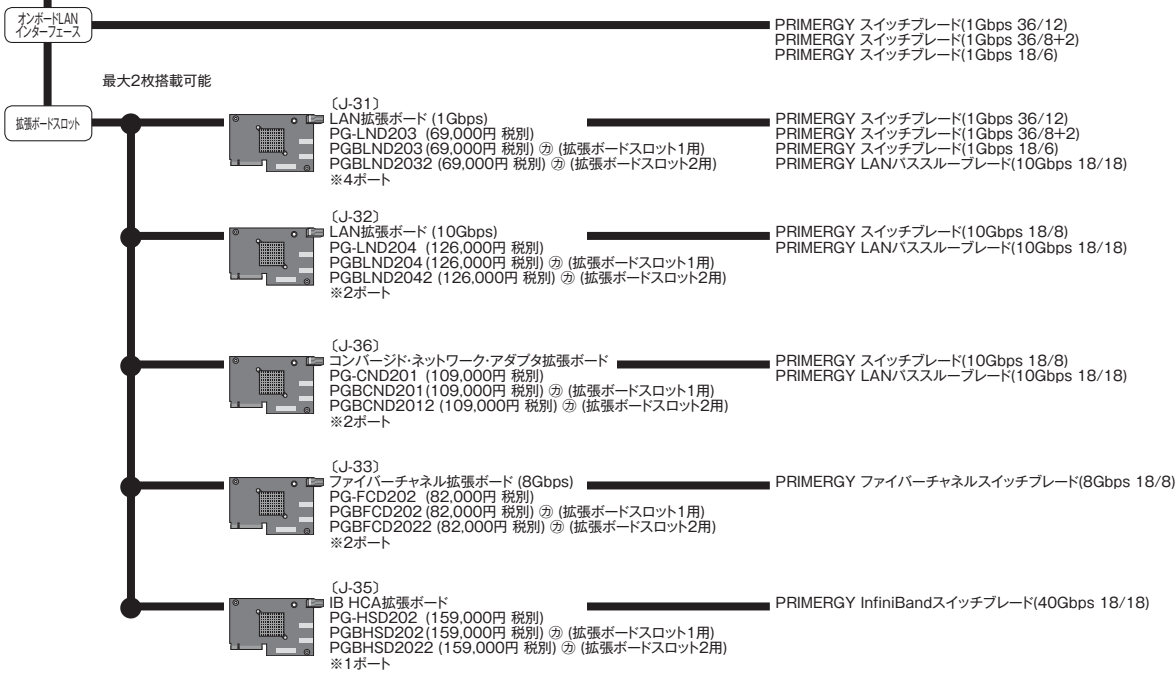 オンボードLAN
インターフェース
PRIMERGY スイッチブレード(1Gbps 36/12)
PRIMERGY スイッチブレード(1Gbps 36/8+2)
PRIMERGY スイッチブレード(1Gbps 18/6)
最大2枚搭載可能
拡張ボードスロット
〔J-31〕
LAN拡張ボード (1Gbps)
PG-LND203 (69,000円 税別)
PGBLND203 (69,000円 税別) ㋕ (拡張ボードスロット1用)
PGBLND2032 (69,000円 税別) ㋕ (拡張ボードスロット2用)
※4ポート
PRIMERGY スイッチブレード(1Gbps 36/12)
PRIMERGY スイッチブレード(1Gbps 36/8+2)
PRIMERGY スイッチブレード(1Gbps 18/6)
PRIMERGY LANパススルーブレード(10Gbps 18/18)
〔J-32〕
LAN拡張ボード (10Gbps)
PG-LND204 (126,000円 税別)
PGBLND204 (126,000円 税別) ㋕ (拡張ボードスロット1用)
PGBLND2042 (126,000円 税別) ㋕ (拡張ボードスロット2用)
※2ポート
PRIMERGY スイッチブレード(10Gbps 18/8)
PRIMERGY LANパススルーブレード(10Gbps 18/18)
〔J-36〕
コンバージド・ネットワーク・アダプタ拡張ボード
PG-CND201 (109,000円 税別)
PGBCND201 (109,000円 税別) ㋕ (拡張ボードスロット1用)
PGBCND2012 (109,000円 税別) ㋕ (拡張ボードスロット2用)
※2ポート
PRIMERGY スイッチブレード(10Gbps 18/8)
PRIMERGY LANパススルーブレード(10Gbps 18/18)
〔J-33〕
ファイバーチャネル拡張ボード (8Gbps)
PG-FCD202 (82,000円 税別)
PGBFCD202 (82,000円 税別) ㋕ (拡張ボードスロット1用)
PGBFCD2022 (82,000円 税別) ㋕ (拡張ボードスロット2用)
※2ポート
PRIMERGY ファイバーチャネルスイッチブレード(8Gbps 18/8)
〔J-35〕
IB HCA拡張ボード
PG-HSD202 (159,000円 税別)
PGBHSD202 (159,000円 税別) ㋕ (拡張ボードスロット1用)
PGBHSD2022 (159,000円 税別) ㋕ (拡張ボードスロット2用)
※1ポート
PRIMERGY InfiniBandスイッチブレード(40Gbps 18/18)